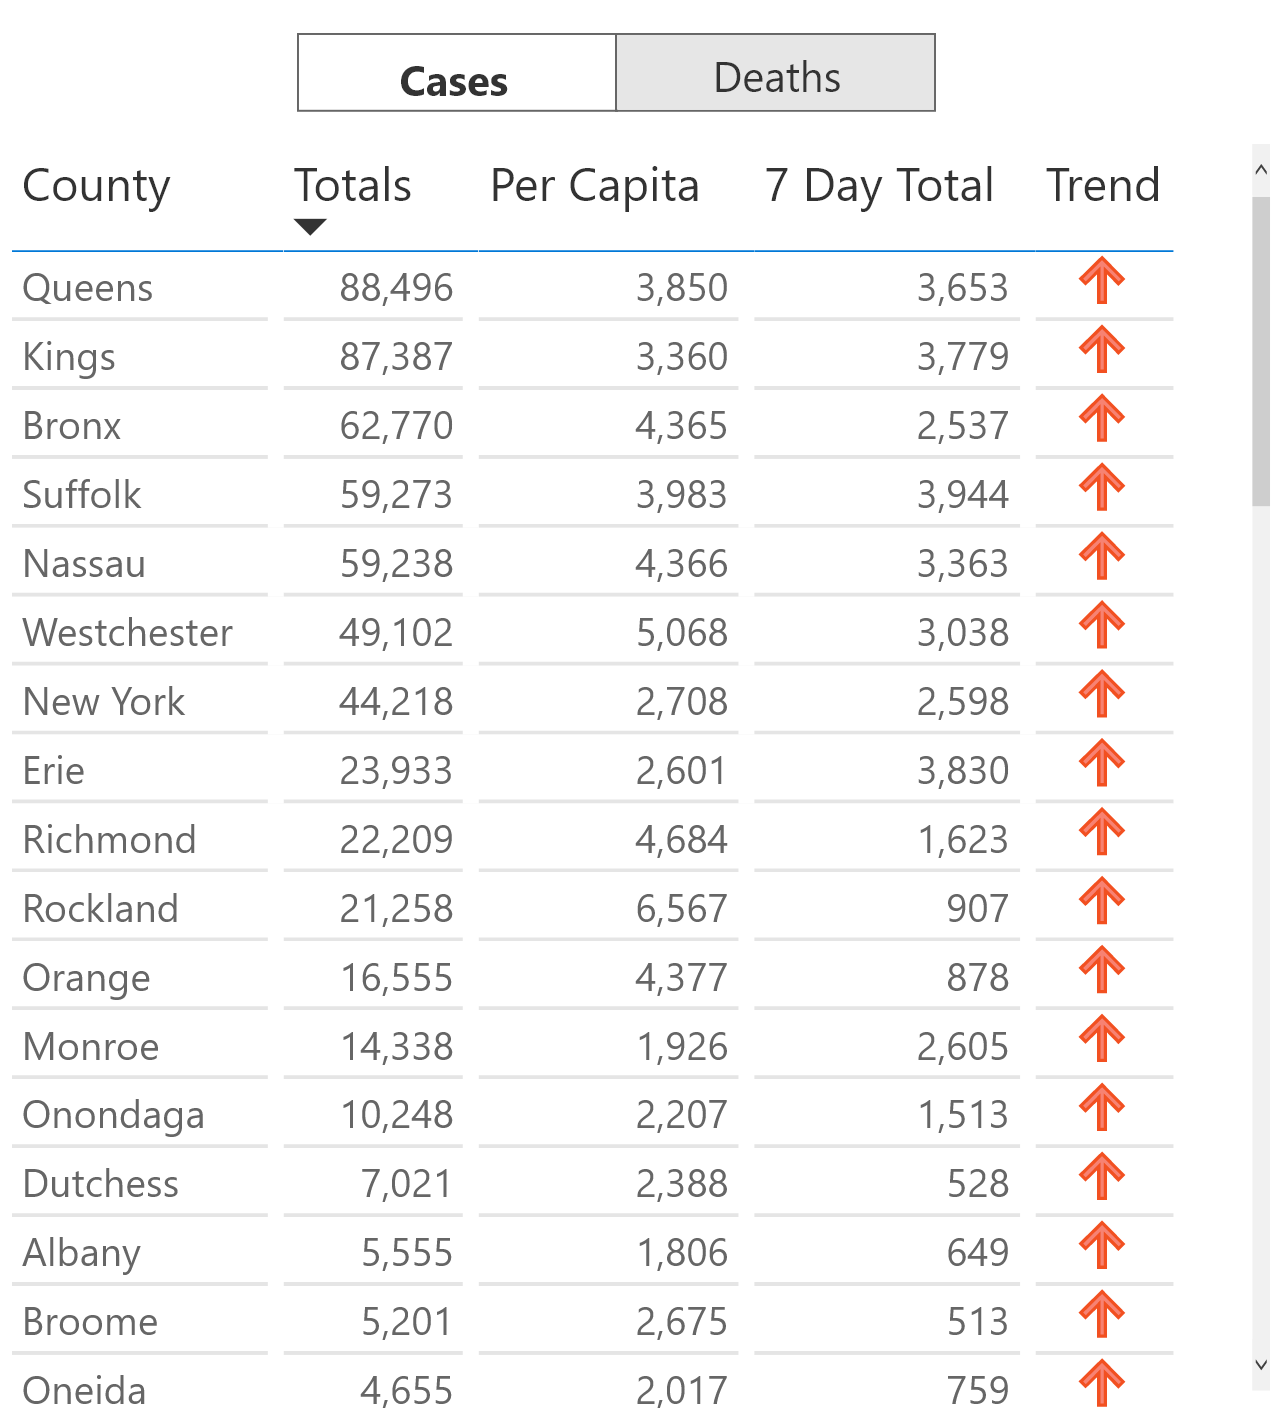 Cases Deaths
County Totals Per Capita 7 Day Total Trend
Queens 88,496 3,850 3,653
Kings 87,387 3,360 3,779
Bronx 62,770 4,365 2,537
Suffolk 59,273 3,983 3,944
Nassau 59,238 4,366 3,363
Westchester 49,102 5,068 3,038
New York 44,218 2,708 2,598
Erie 23,933 2,601 3,830
Richmond 22,209 4,684 1,623
Rockland 21,258 6,567 907
Orange 16,555 4,377 878
Monroe 14,338 1,926 2,605
Onondaga 10,248 2,207 1,513
Dutchess 7,021 2,388 528
Albany 5,555 1,806 649
Broome 5,201 2,675 513
Oneida 4,655 2,017 759